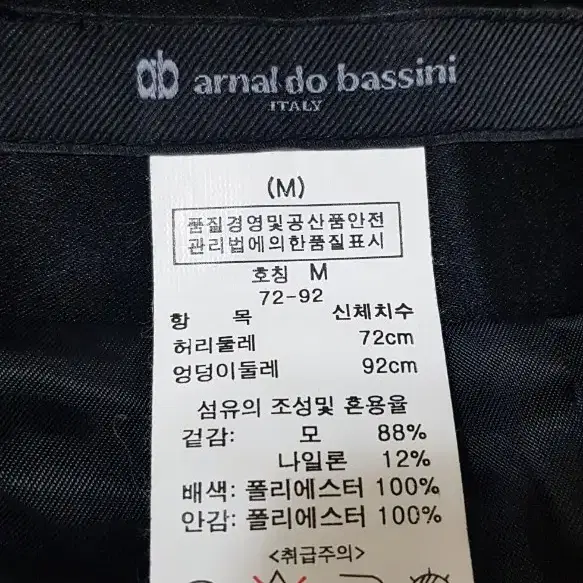 ab arnaldo bassini
ITALY
(M)
품질경영및공산품안전
관리법에의한품질표시
호칭 M
72-92
항 목 신체치수
허리둘레 72cm
엉덩이둘레 92cm
섬유의 조성및 혼용율
겉감: 모 88%
나일론 12%
배색: 폴리에스터 100%
안감: 폴리에스터 100%
<취급주의>